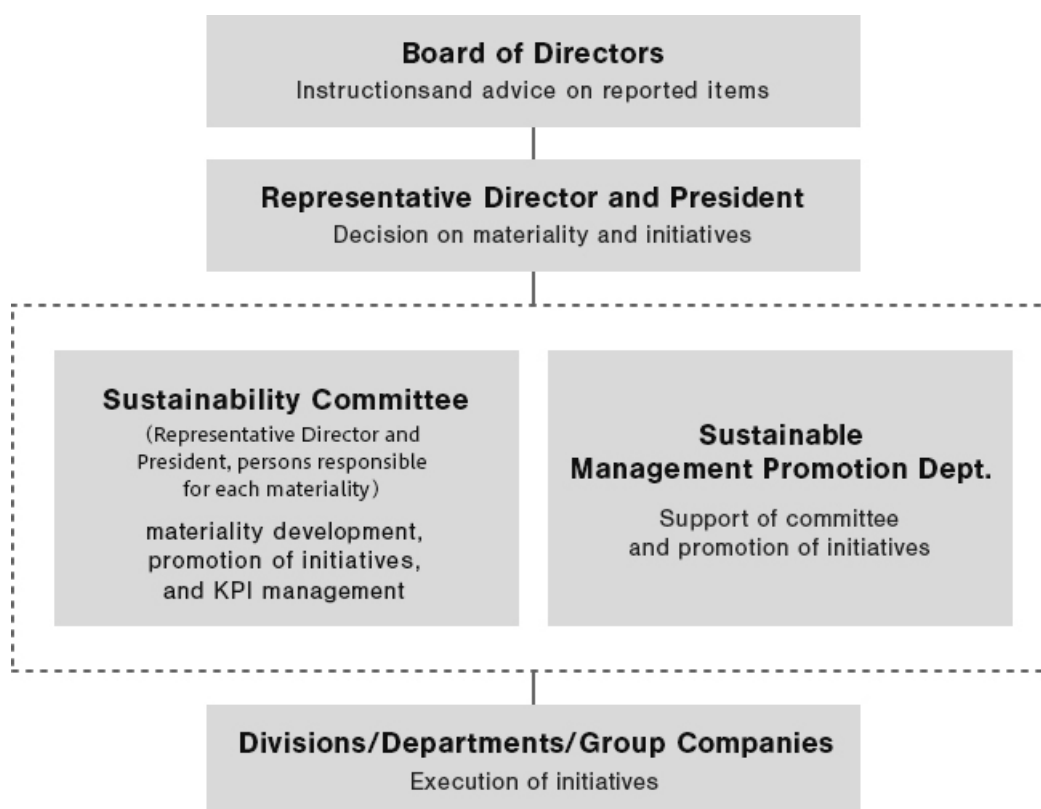 Board of Directors
Instructionsand advice on reported items
Representative Director and President
Decision on materiality and initiatives
Sustainability Committee
(Representative Director and
President, persons responsible
for each materiality)
materiality development,
promotion of initiatives,
and KPI management
Sustainable
Management Promotion Dept.
Support of committee
and promotion of initiatives
Divisions/Departments/Group Companies
Execution of initiatives